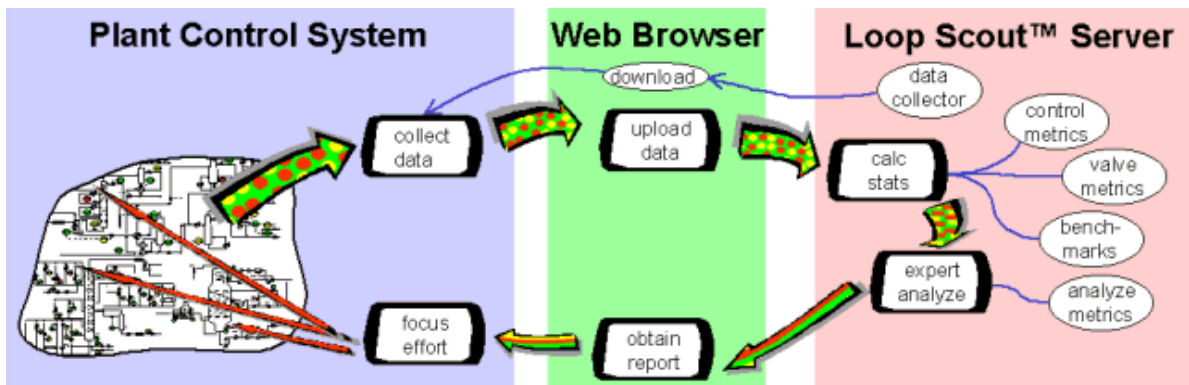 Plant Control System
Web Browser
Loop Scout™ Server
download
data
collector
collect
data
upload
data
calc
stats
control
metrics
valve
metrics
bench-
marks
expert
analyze
analyze
metrics
focus
effort
obtain
report